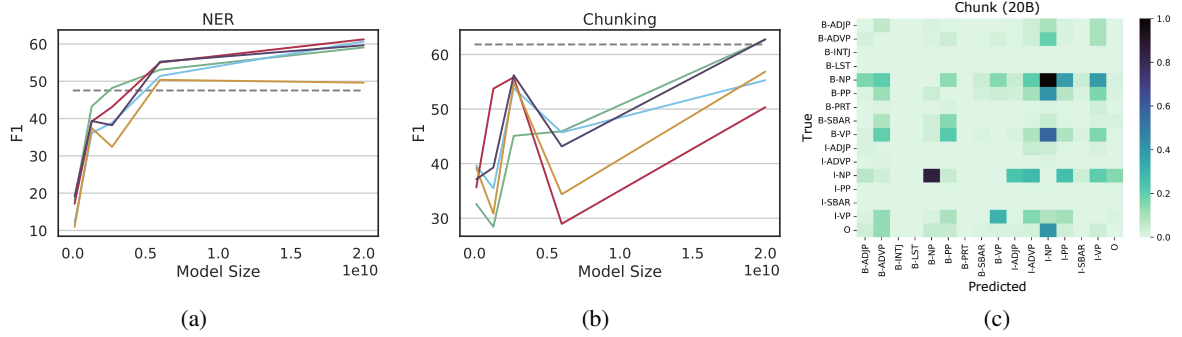 NER
F1
60
50
40
30
20
10
0.0 0.5 1.0 1.5 2.0
Model Size
1e10
(a)
Chunking
F1
60
50
40
30
0.0 0.5 1.0 1.5 2.0
Model Size
1e10
(b)
Chunk (20B)
True
B-ADJP
B-ADVP
B-INTJ
B-LST
B-NP
B-PP
B-PRT
B-SBAR
B-VP
I-ADJP
I-ADVP
I-NP
I-PP
I-SBAR
I-VP
O
B-ADJP B-ADVP B-INTJ B-LST B-NP B-PP B-PRT B-SBAR B-VP I-ADJP I-ADVP I-NP I-PP I-SBAR I-VP O
Predicted
1.0
0.8
0.6
0.4
0.2
0.0
(c)